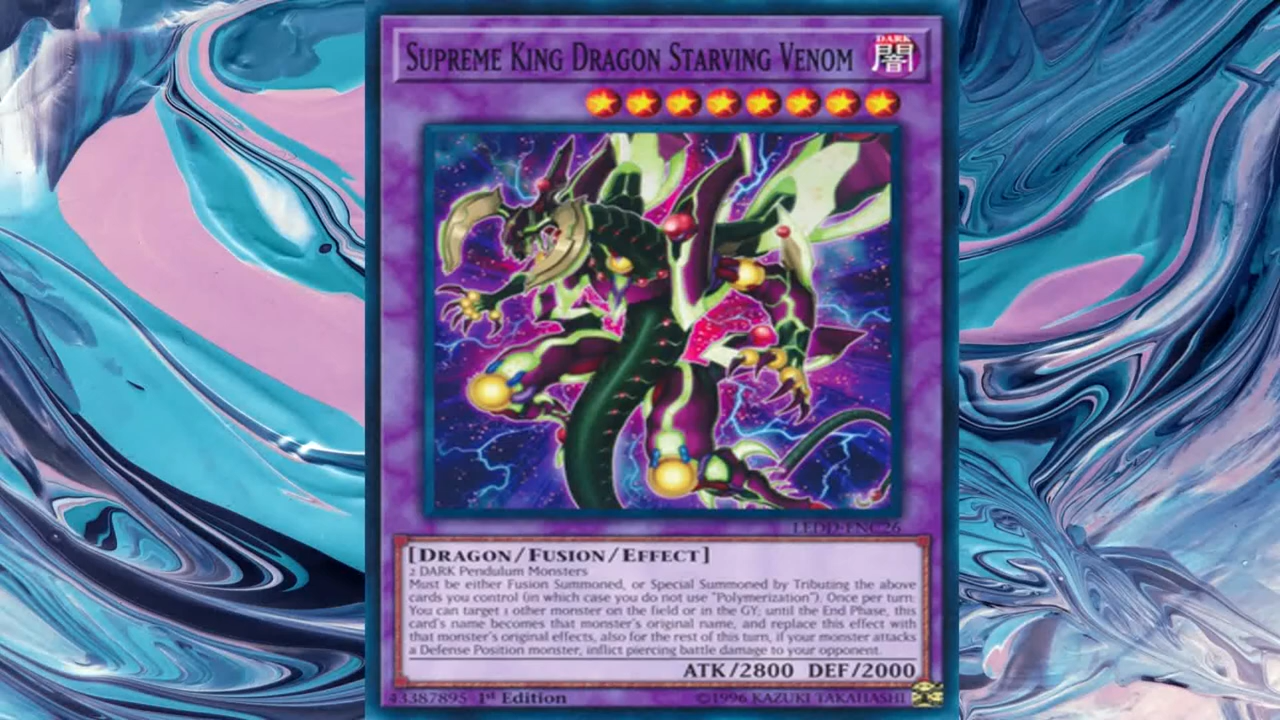 SUPREME KING DRAGON STARVING VENOM
DARK
闇
LEDD-ENC26
[DRAGON/FUSION/EFFECT]
2 DARK Pendulum Monsters
Must be either Fusion Summoned, or Special Summoned by Tributing the above
cards you control (in which case you do not use "Polymerization"). Once per turn:
You can target 1 other monster on the field or in the GY; until the End Phase, this
card's name becomes that monster's original name, and replace this effect with
that monster's original effects, also for the rest of this turn, if your monster attacks
a Defense Position monster, inflict piercing battle damage to your opponent.
ATK/2800 DEF/2000
43387895 1st Edition ©1996 KAZUKI TAKAHASHI